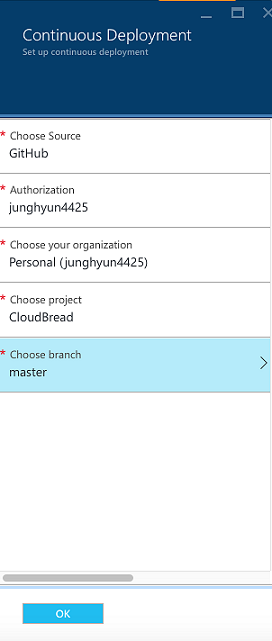 Continuous Deployment
Set up continuous deployment
* Choose Source
GitHub
* Authorization
junghyun4425
* Choose your organization
Personal (junghyun4425)
* Choose project
CloudBread
* Choose branch
master
OK